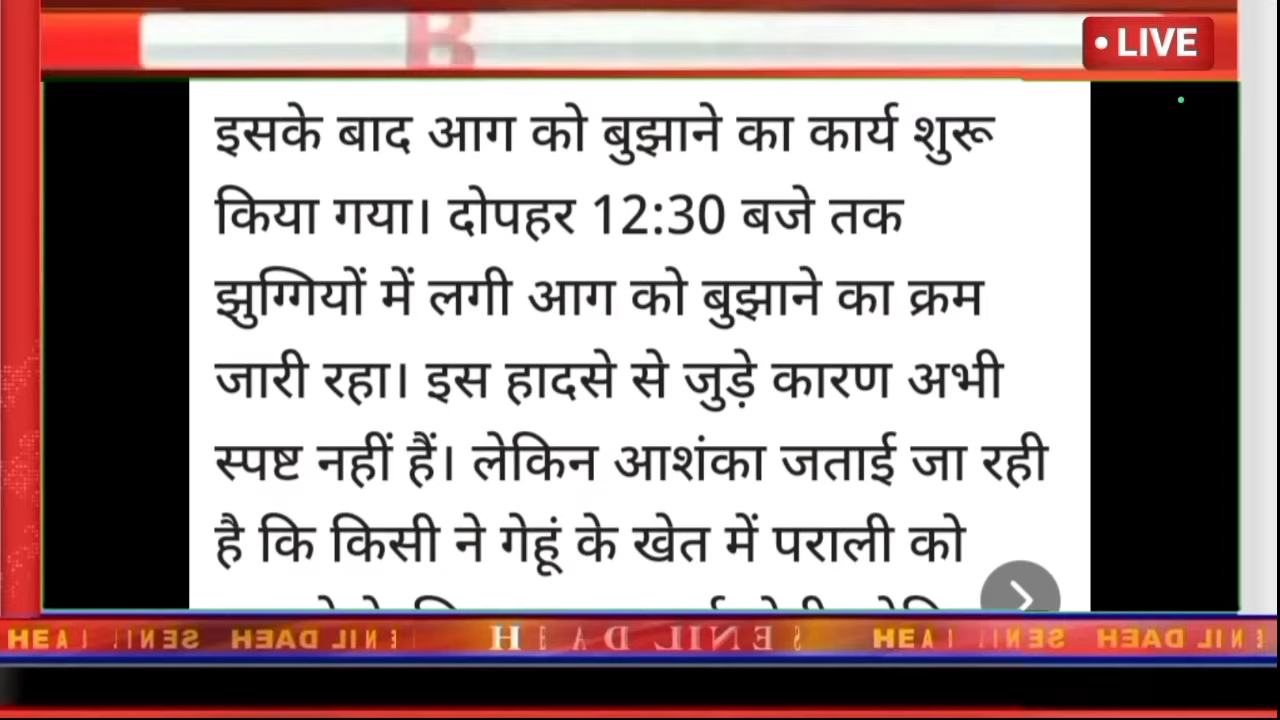 B
• LIVE
इसके बाद आग को बुझाने का कार्य शुरू
किया गया। दोपहर 12:30 बजे तक
झुग्गियों में लगी आग को बुझाने का क्रम
जारी रहा। इस हादसे से जुड़े कारण अभी
स्पष्ट नहीं हैं। लेकिन आशंका जताई जा रही
है कि किसी ने गेहूं के खेत में पराली को